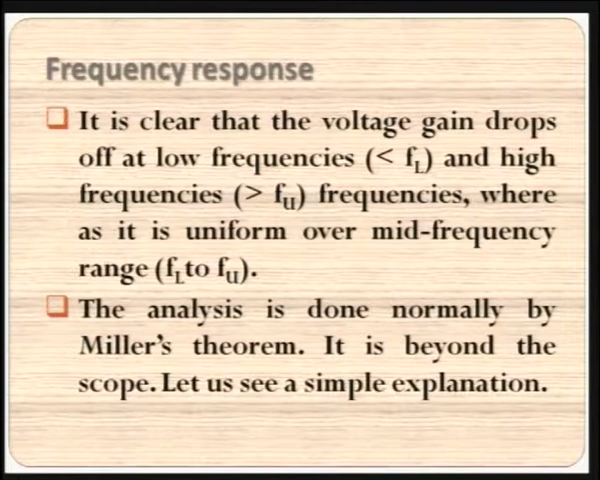 Frequency response
It is clear that the voltage gain drops
off at low frequencies (< fL) and high
frequencies (> fU) frequencies, where
as it is uniform over mid-frequency
range (fLto fU).
The analysis is done normally by
Miller's theorem. It is beyond the
scope. Let us see a simple explanation.